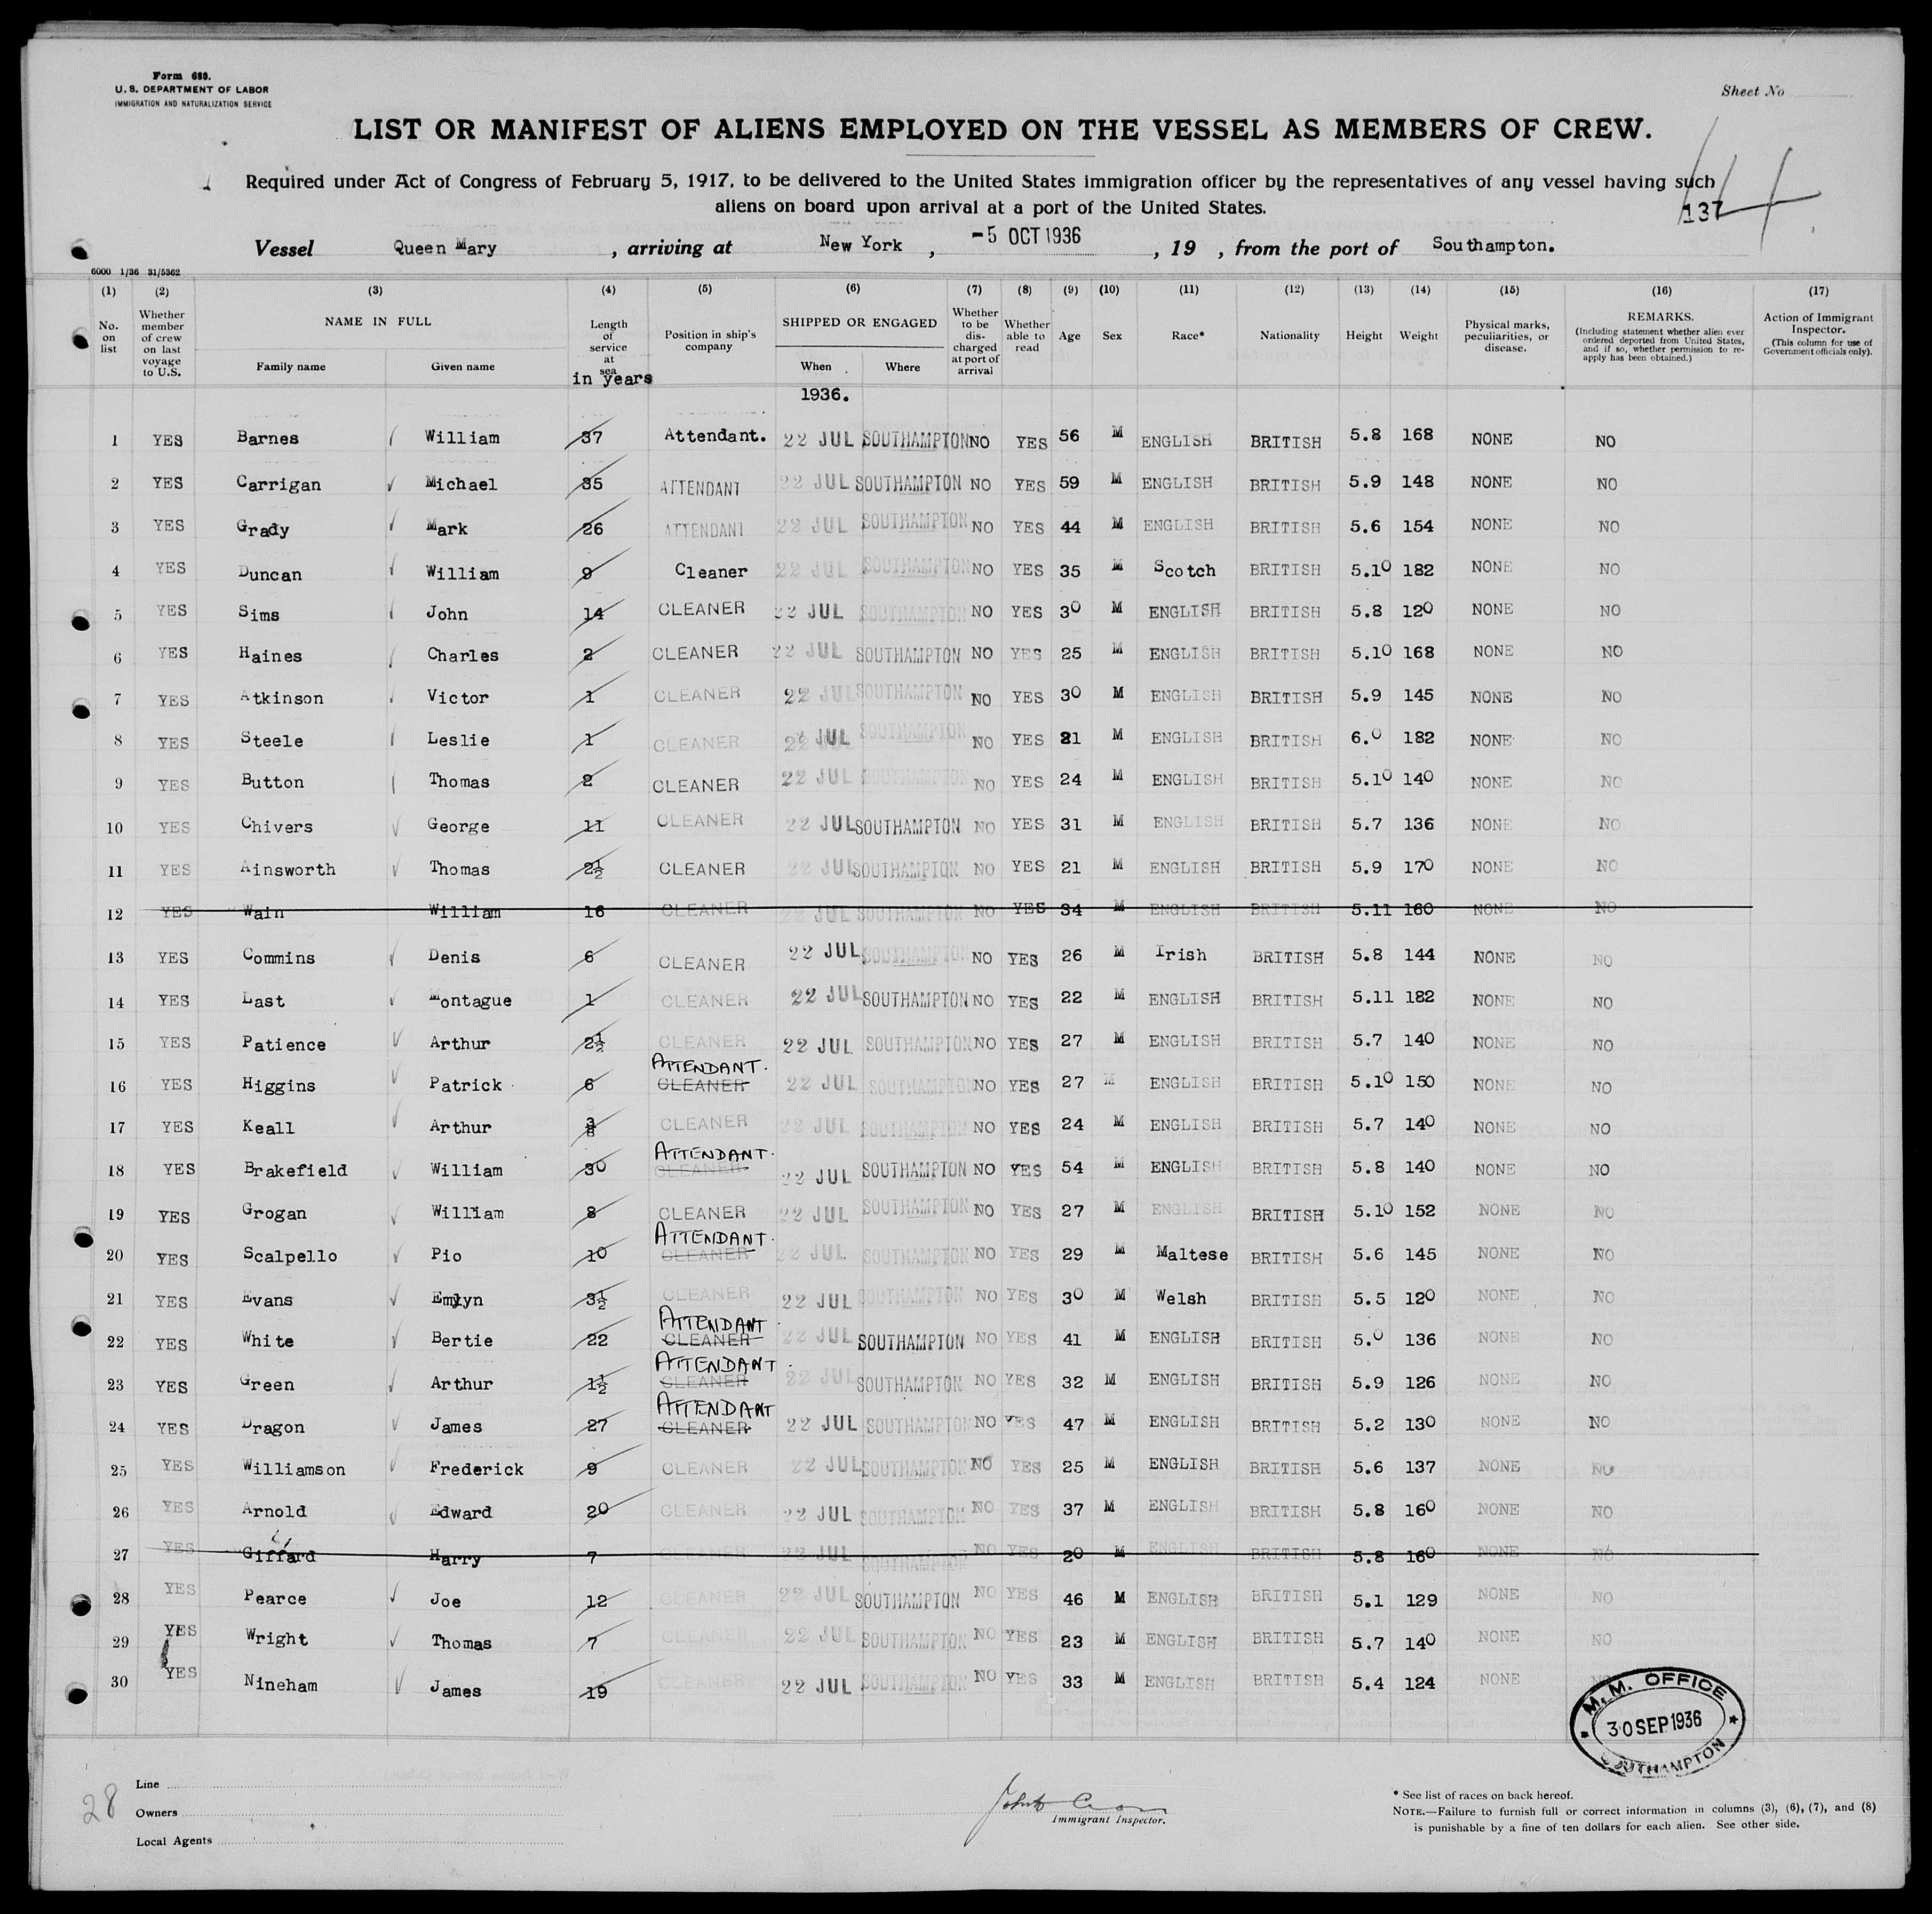 Form 689.
U. S. DEPARTMENT OF LABOR
IMMIGRATION AND NATURALIZATION SERVICE
Sheet No
LIST OR MANIFEST OF ALIENS EMPLOYED ON THE VESSEL AS MEMBERS OF CREW.
Required under Act of Congress of February 5, 1917, to be delivered to the United States immigration officer by the representatives of any vessel having such
aliens on board upon arrival at a port of the United States.
137
Vessel Queen Mary , arriving at New York , -5 OCT 1936 , 19 , from the port of Southampton.
6000 1/36 31/5362
(1) (2) (3) (4) (5) (6) (7) (8) (9) (10) (11) (12) (13) (14) (15) (16) (17)
No. on list
Whether member of crew on last voyage to U.S.
NAME IN FULL
Family name Given name
Length of service at sea
in years
Position in ship's company
SHIPPED OR ENGAGED
When Where
Whether to be discharged at port of arrival
Whether able to read
Age
Sex
Race*
Nationality
Height
Weight
Physical marks, peculiarities, or disease.
REMARKS.
(Including statement whether alien ever ordered deported from United States, and if so, whether permission to re-apply has been obtained.)
Action of Immigrant Inspector.
(This column for use of Government officials only).
1936.
1 YES Barnes William 37 Attendant. 22 JUL SOUTHAMPTON NO YES 56 M ENGLISH BRITISH 5.8 168 NONE NO
2 YES Carrigan Michael 35 ATTENDANT 22 JUL SOUTHAMPTON NO YES 59 M ENGLISH BRITISH 5.9 148 NONE NO
3 YES Grady Mark 26 ATTENDANT 22 JUL SOUTHAMPTON NO YES 44 M ENGLISH BRITISH 5.6 154 NONE NO
4 YES Duncan William 9 Cleaner 22 JUL SOUTHAMPTON NO YES 35 M Scotch BRITISH 5.10 182 NONE NO
5 YES Sims John 14 CLEANER 22 JUL SOUTHAMPTON NO YES 30 M ENGLISH BRITISH 5.8 120 NONE NO
6 YES Haines Charles 2 CLEANER 22 JUL SOUTHAMPTON NO YES 25 M ENGLISH BRITISH 5.10 168 NONE NO
7 YES Atkinson Victor 1 CLEANER 22 JUL SOUTHAMPTON NO YES 30 M ENGLISH BRITISH 5.9 145 NONE NO
8 YES Steele Leslie 1 CLEANER 22 JUL SOUTHAMPTON NO YES 21 M ENGLISH BRITISH 6.0 182 NONE NO
9 YES Button Thomas 2 CLEANER 22 JUL SOUTHAMPTON NO YES 24 M ENGLISH BRITISH 5.10 140 NONE NO
10 YES Chivers George 11 CLEANER 22 JUL SOUTHAMPTON NO YES 31 M ENGLISH BRITISH 5.7 136 NONE NO
11 YES Ainsworth Thomas 2½ CLEANER 22 JUL SOUTHAMPTON NO YES 21 M ENGLISH BRITISH 5.9 170 NONE NO
12 YES Wain William 16 CLEANER 22 JUL SOUTHAMPTON NO YES 34 M ENGLISH BRITISH 5.11 160 NONE NO
13 YES Commins Denis 6 CLEANER 22 JUL SOUTHAMPTON NO YES 26 M Irish BRITISH 5.8 144 NONE NO
14 YES Last Montague 1 CLEANER 22 JUL SOUTHAMPTON NO YES 22 M ENGLISH BRITISH 5.11 182 NONE NO
15 YES Patience Arthur 2½ CLEANER 22 JUL SOUTHAMPTON NO YES 27 M ENGLISH BRITISH 5.7 140 NONE NO
ATTENDANT.
16 YES Higgins Patrick 6 CLEANER 22 JUL SOUTHAMPTON NO YES 27 M ENGLISH BRITISH 5.10 150 NONE NO
17 YES Keall Arthur CLEANER 22 JUL SOUTHAMPTON NO YES 24 M ENGLISH BRITISH 5.7 140 NONE NO
ATTENDANT.
18 YES Brakefield William 30 CLEANER 22 JUL SOUTHAMPTON NO YES 54 M ENGLISH BRITISH 5.8 140 NONE NO
19 YES Grogan William 8 CLEANER 22 JUL SOUTHAMPTON NO YES 27 M ENGLISH BRITISH 5.10 152 NONE NO
ATTENDANT.
20 YES Scalpello Pio 10 CLEANER 22 JUL SOUTHAMPTON NO YES 29 M Maltese BRITISH 5.6 145 NONE NO
21 YES Evans Emlyn 3½ CLEANER 22 JUL SOUTHAMPTON NO YES 30 M Welsh BRITISH 5.5 120 NONE NO
ATTENDANT
22 YES White Bertie 22 CLEANER 22 JUL SOUTHAMPTON NO YES 41 M ENGLISH BRITISH 5.0 136 NONE NO
ATTENDANT
23 YES Green Arthur 1½ CLEANER 22 JUL SOUTHAMPTON NO YES 32 M ENGLISH BRITISH 5.9 126 NONE NO
ATTENDANT
24 YES Dragon James 27 CLEANER 22 JUL SOUTHAMPTON NO YES 47 M ENGLISH BRITISH 5.2 130 NONE NO
25 YES Williamson Frederick 9 CLEANER 22 JUL SOUTHAMPTON NO YES 25 M ENGLISH BRITISH 5.6 137 NONE NO
26 YES Arnold Edward 20 CLEANER 22 JUL SOUTHAMPTON NO YES 37 M ENGLISH BRITISH 5.8 160 NONE NO
27 YES Giffard Harry 7 CLEANER 22 JUL SOUTHAMPTON NO YES 20 M ENGLISH BRITISH 5.8 160 NONE NO
28 YES Pearce Joe 12 CLEANER 22 JUL SOUTHAMPTON NO YES 46 M ENGLISH BRITISH 5.1 129 NONE NO
29 YES Wright Thomas 7 CLEANER 22 JUL SOUTHAMPTON NO YES 23 M ENGLISH BRITISH 5.7 140 NONE NO
30 YES Nineham James 19 CLEANER 22 JUL SOUTHAMPTON NO YES 33 M ENGLISH BRITISH 5.4 124 NONE NO
M.M. OFFICE
30 SEP 1936
SOUTHAMPTON
28
Line
Owners
Local Agents
Immigrant Inspector.
* See list of races on back hereof.
NOTE.—Failure to furnish full or correct information in columns (3), (6), (7), and (8)
is punishable by a fine of ten dollars for each alien. See other side.